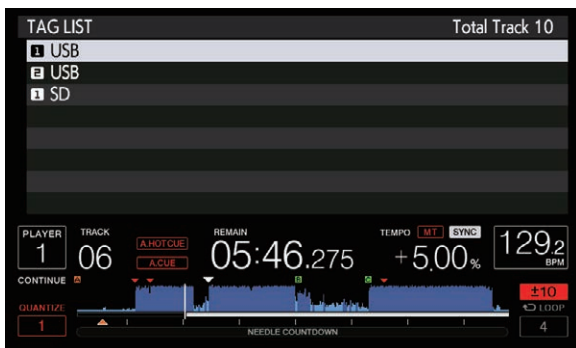 TAG LIST Total Track 10
1 USB
2 USB
1 SD
PLAYER TRACK REMAIN TEMPO MT SYNC
1 06 A.HOT CUE A.CUE 05:46.275 +5.00% 129.2 BPM
CONTINUE A B C
±10
QUANTIZE LOOP
1 NEEDLE COUNTDOWN 4